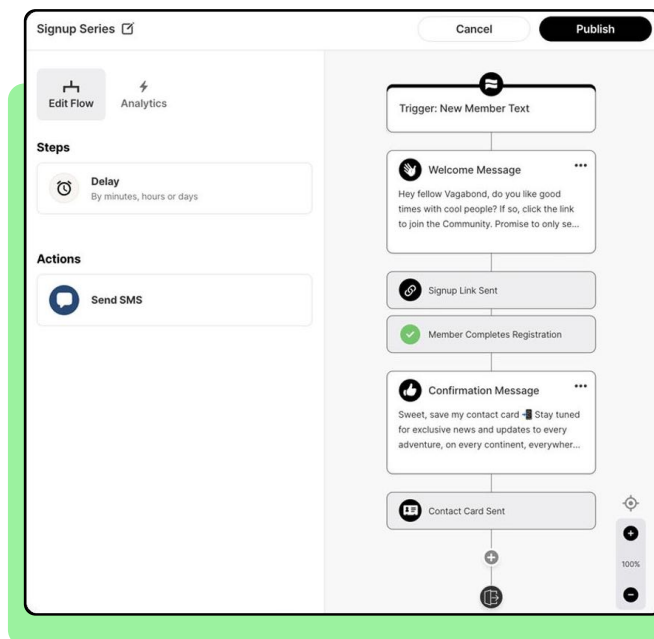 Signup Series
Cancel
Publish
Edit Flow
Analytics
Steps
Delay
By minutes, hours or days
Actions
Send SMS
Trigger: New Member Text
Welcome Message
Hey fellow Vagabond, do you like good
times with cool people? If so, click the link
to join the Community. Promise to only se...
Signup Link Sent
Member Completes Registration
Confirmation Message
Sweet, save my contact card 📲 Stay tuned
for exclusive news and updates to every
adventure, on every continent, everywher...
Contact Card Sent
100%